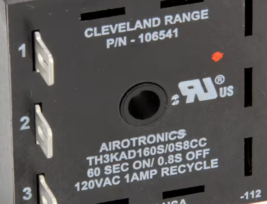 CLEVELAND RANGE
P/N - 106541
1
US
2
AIROTRONICS
TH3KAD160S/0S8CC
60 SEC ON/ 0.8S OFF
120VAC 1AMP RECYCLE
3
-112